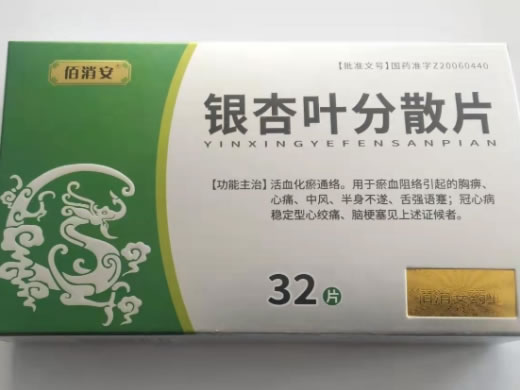 佰消安
【批准文号】国药准字Z20060440
银杏叶分散片
YINXINGYEFENSANPIAN
【功能主治】活血化瘀通络。用于瘀血阻络引起的胸痹、
心痛、中风、半身不遂、舌强语蹇；冠心病
稳定型心绞痛、脑梗塞见上述证候者。
32片